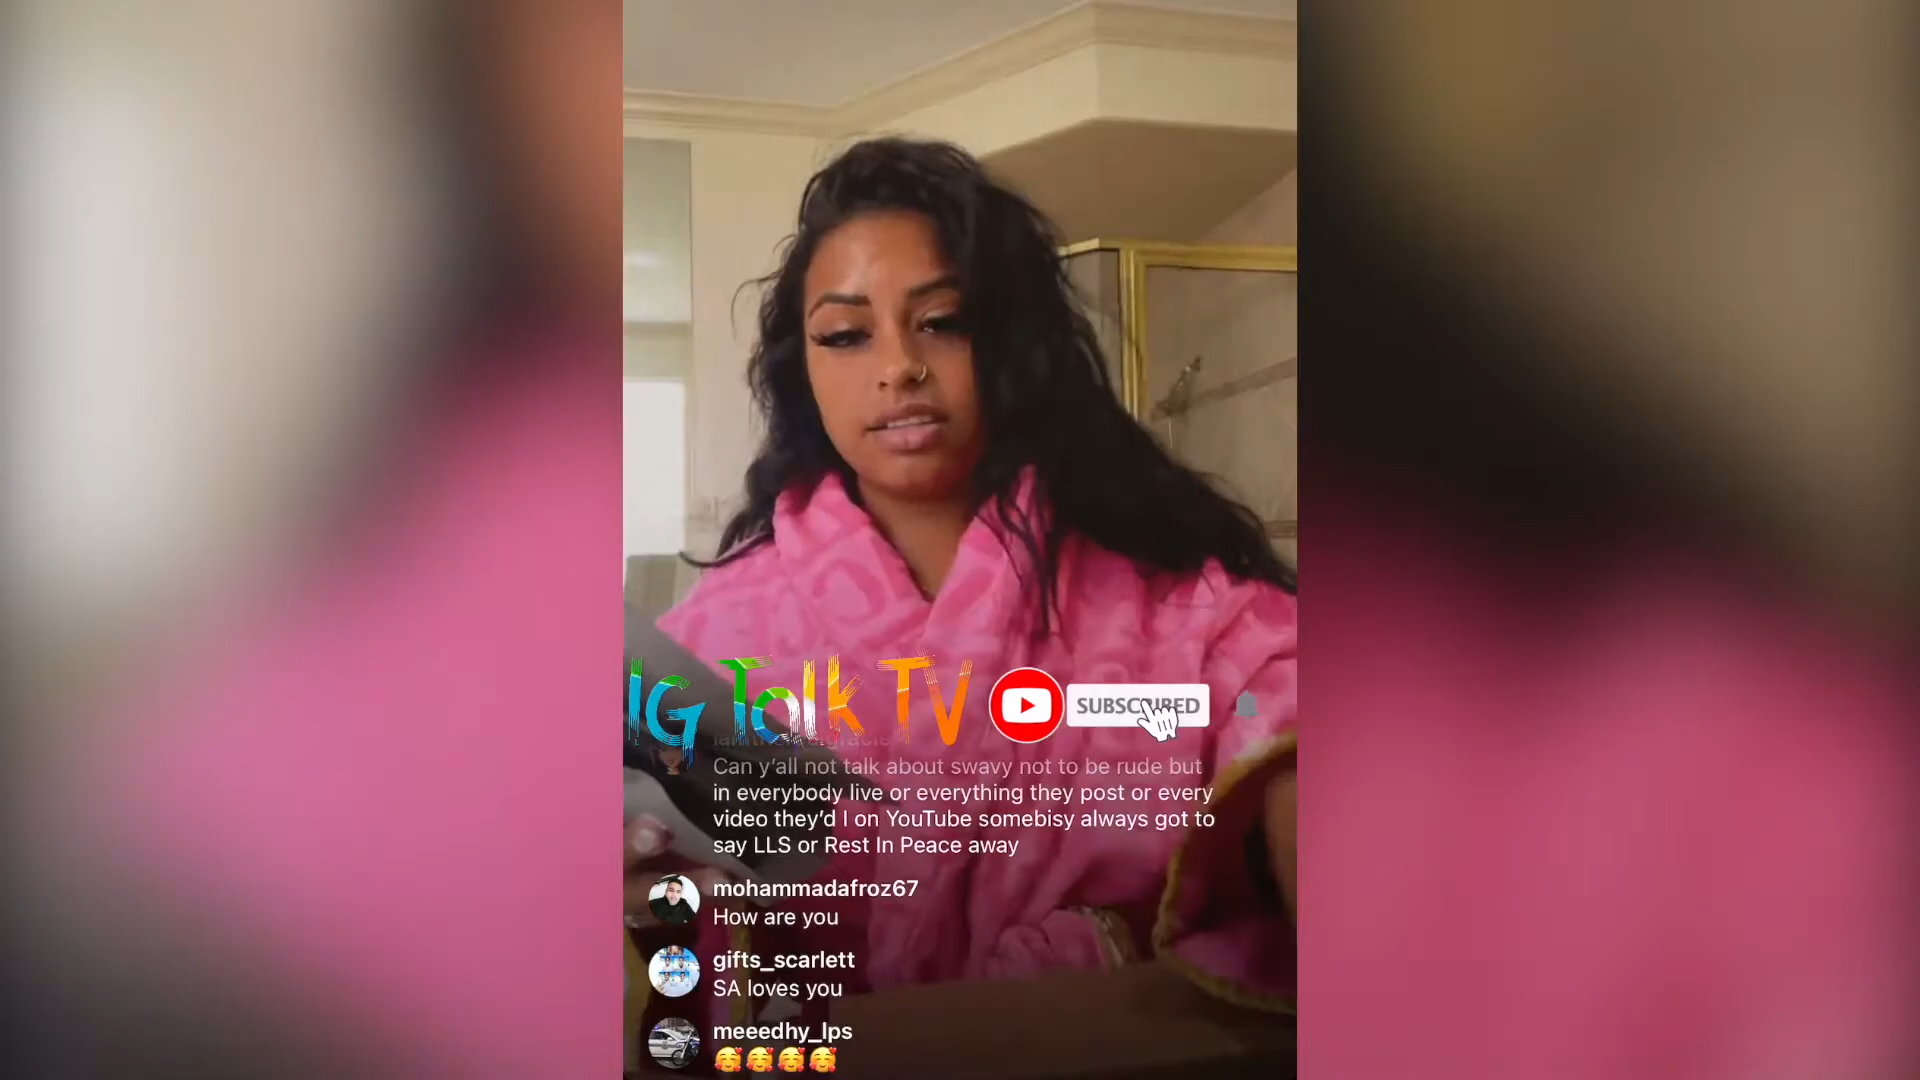 IG Talk TV
SUBSCRIBED
Can y’all not talk about swavy not to be rude but
in everybody live or everything they post or every
video they’d I on YouTube somebisy always got to
say LLS or Rest In Peace away
mohammadafroz67
How are you
gifts_scarlett
SA loves you
meeedhy_lps
🥰🥰🥰🥰